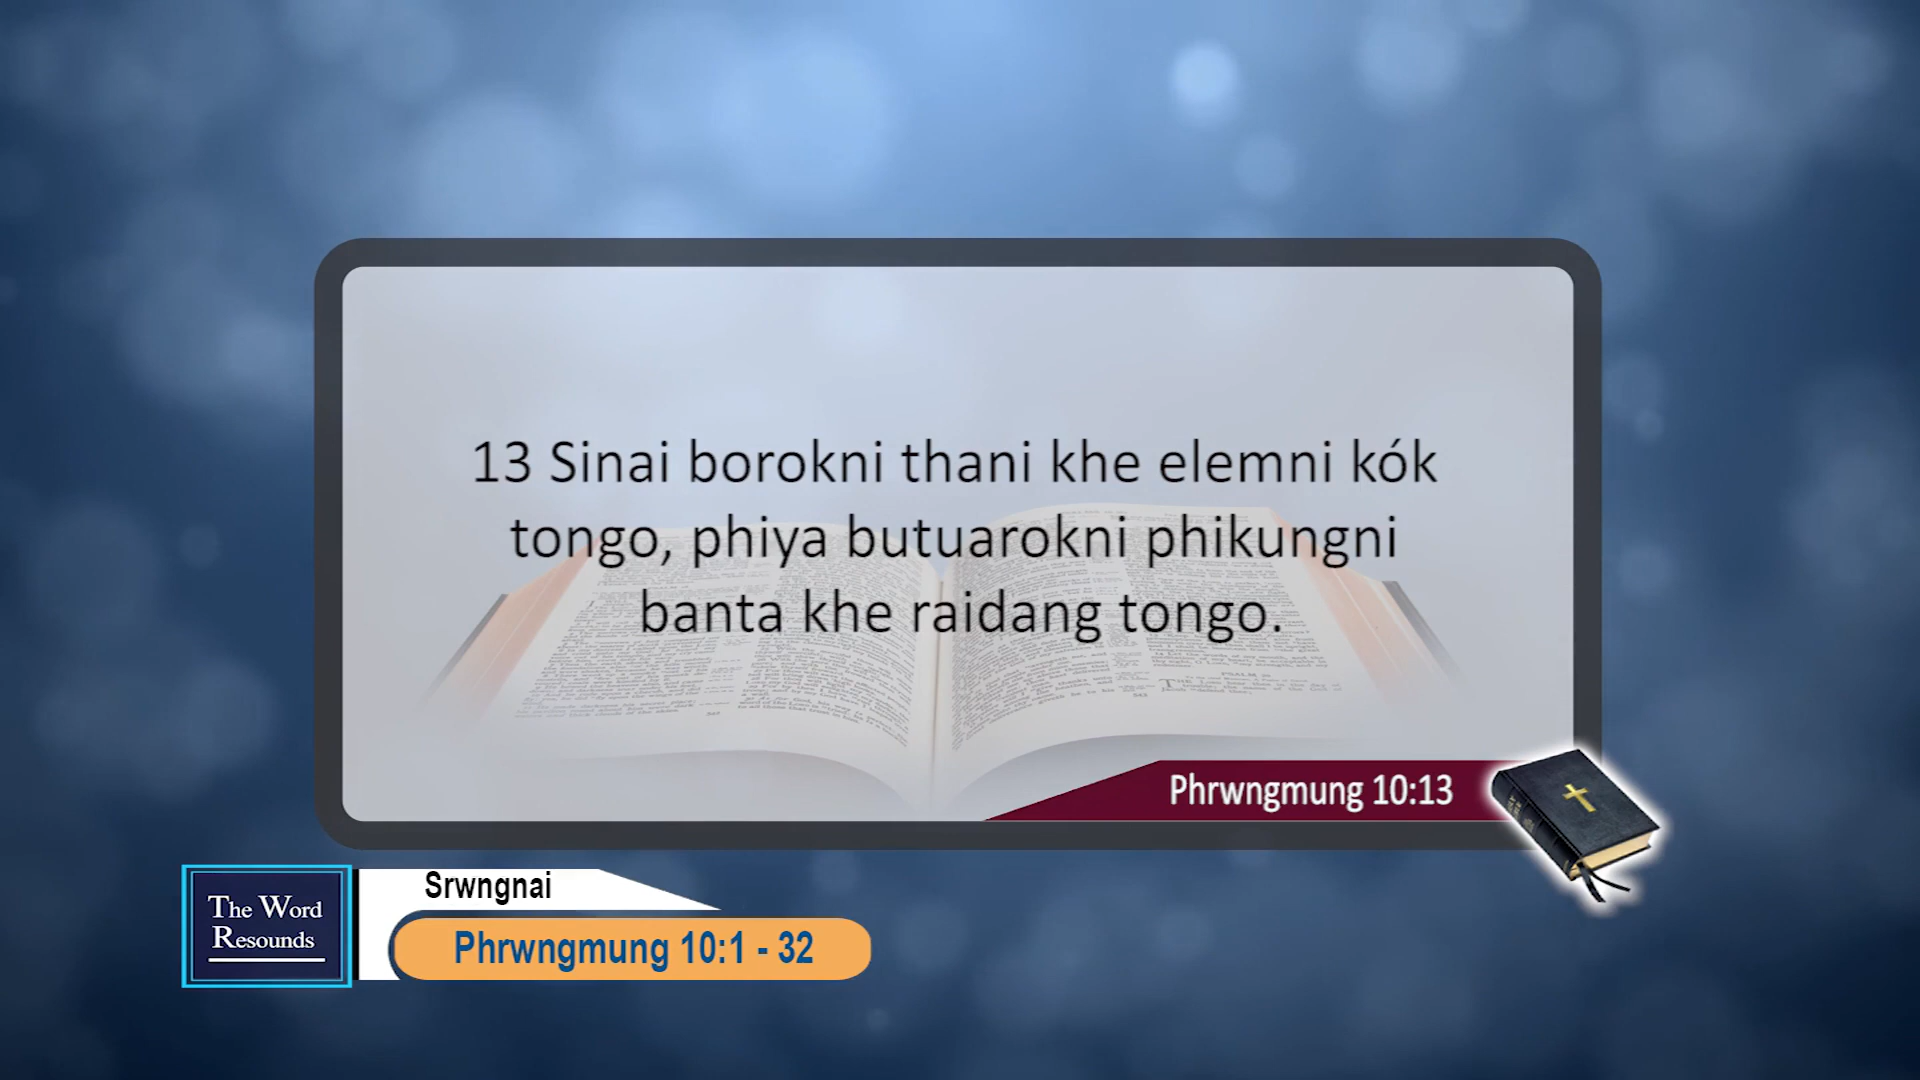 13 Sinai borokni thani khe elemni kók
tongo, phiya butuarokni phikungni
banta khe raidang tongo.
Phrwngmung 10:13
Srwngnai
The Word
Resounds
Phrwngmung 10:1 - 32